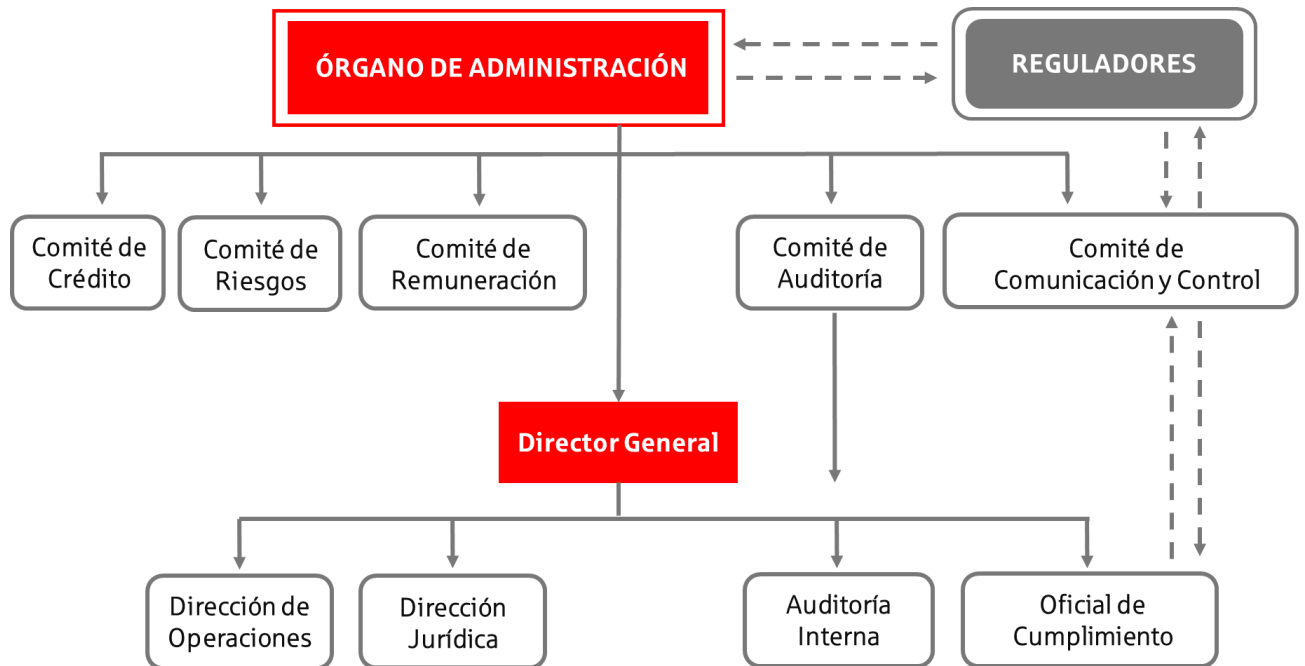 ÓRGANO DE ADMINISTRACIÓN
REGULADORES
Comité de
Crédito
Comité de
Riesgos
Comité de
Remuneración
Comité de
Auditoría
Comité de
Comunicación y Control
Director General
Dirección de
Operaciones
Dirección
Jurídica
Auditoría
Interna
Oficial de
Cumplimiento